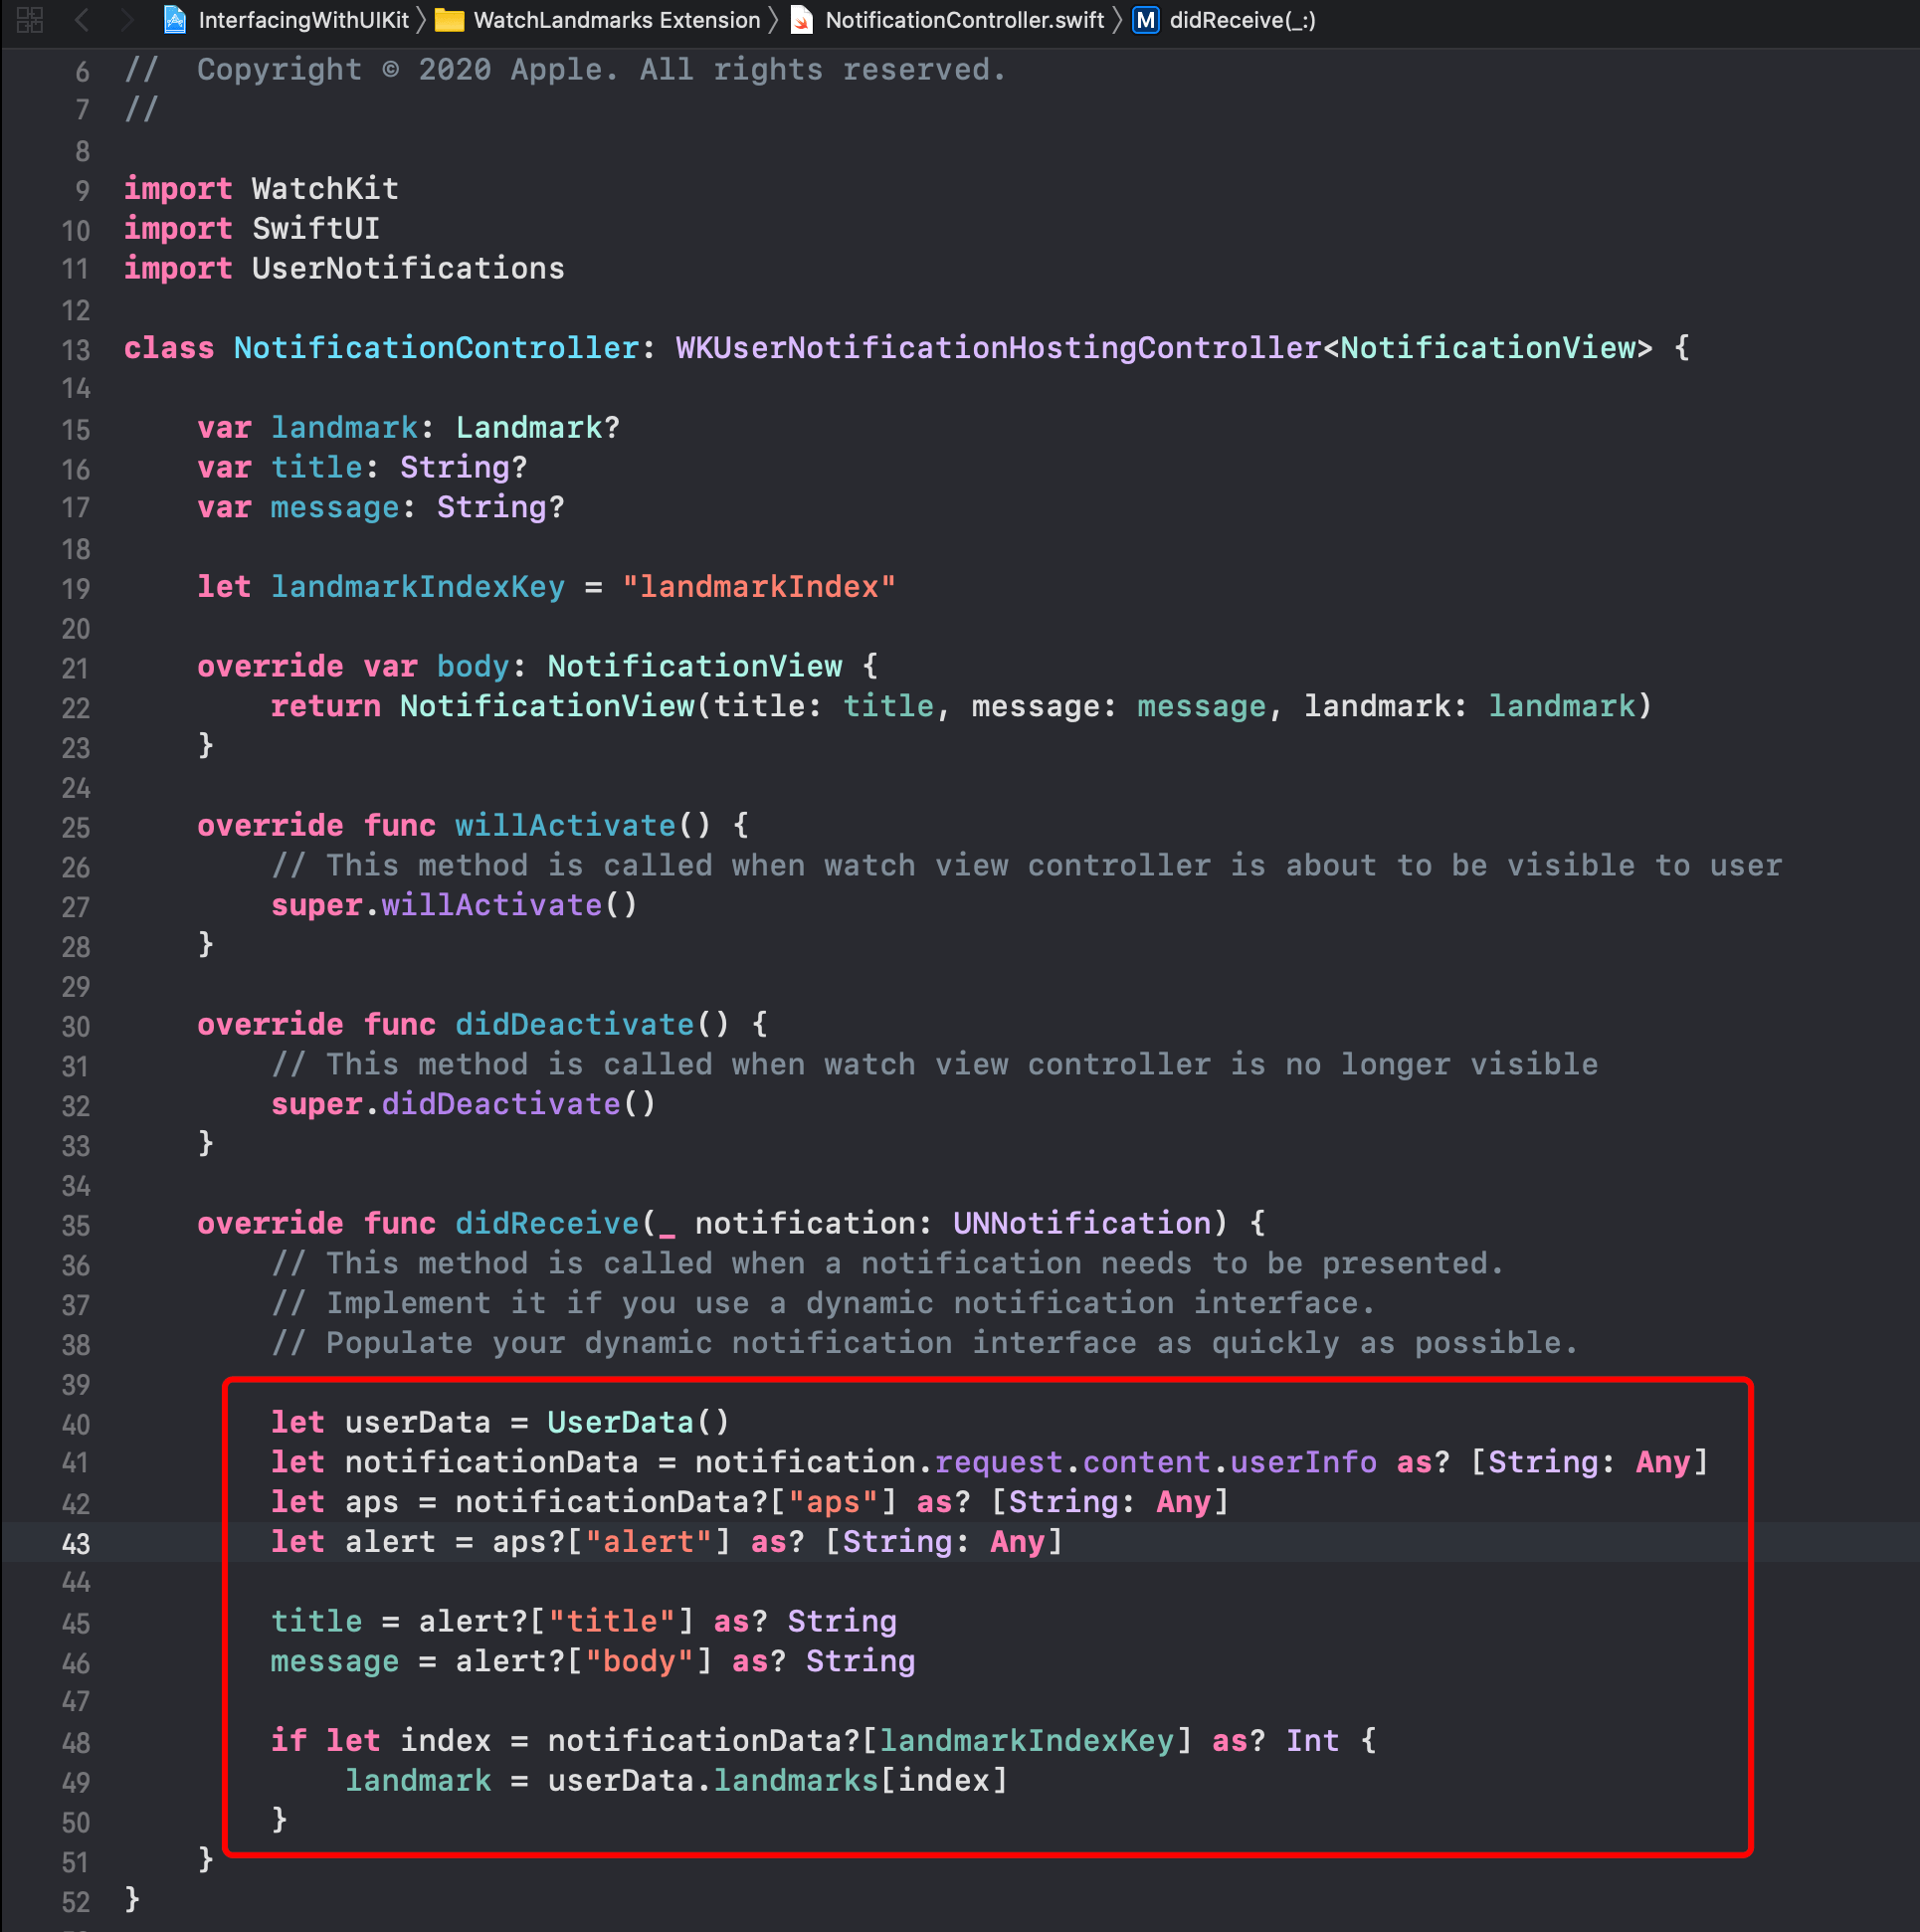 InterfacingWithUIKit 〉 WatchLandmarks Extension 〉 NotificationController.swift 〉 M didReceive(_:)
6 //  Copyright © 2020 Apple. All rights reserved.
7 //
8
9 import WatchKit
10 import SwiftUI
11 import UserNotifications
12
13 class NotificationController: WKUserNotificationHostingController<NotificationView> {
14
15     var landmark: Landmark?
16     var title: String?
17     var message: String?
18
19     let landmarkIndexKey = "landmarkIndex"
20
21     override var body: NotificationView {
22         return NotificationView(title: title, message: message, landmark: landmark)
23     }
24
25     override func willActivate() {
26         // This method is called when watch view controller is about to be visible to user
27         super.willActivate()
28     }
29
30     override func didDeactivate() {
31         // This method is called when watch view controller is no longer visible
32         super.didDeactivate()
33     }
34
35     override func didReceive(_ notification: UNNotification) {
36         // This method is called when a notification needs to be presented.
37         // Implement it if you use a dynamic notification interface.
38         // Populate your dynamic notification interface as quickly as possible.
39
40         let userData = UserData()
41         let notificationData = notification.request.content.userInfo as? [String: Any]
42         let aps = notificationData?["aps"] as? [String: Any]
43         let alert = aps?["alert"] as? [String: Any]
44
45         title = alert?["title"] as? String
46         message = alert?["body"] as? String
47
48         if let index = notificationData?[landmarkIndexKey] as? Int {
49             landmark = userData.landmarks[index]
50         }
51     }
52 }